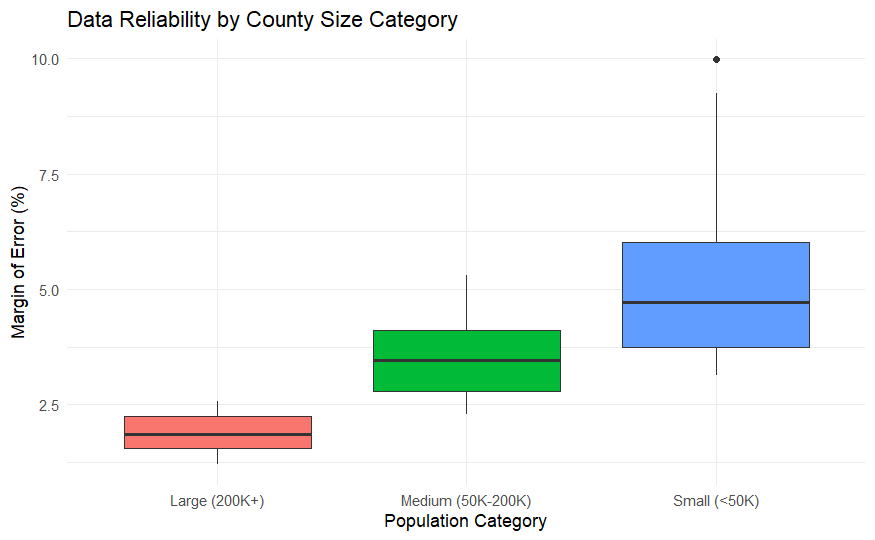 Data Reliability by County Size Category
Margin of Error (%)
10.0
7.5
5.0
2.5
Large (200K+)
Medium (50K-200K)
Small (<50K)
Population Category